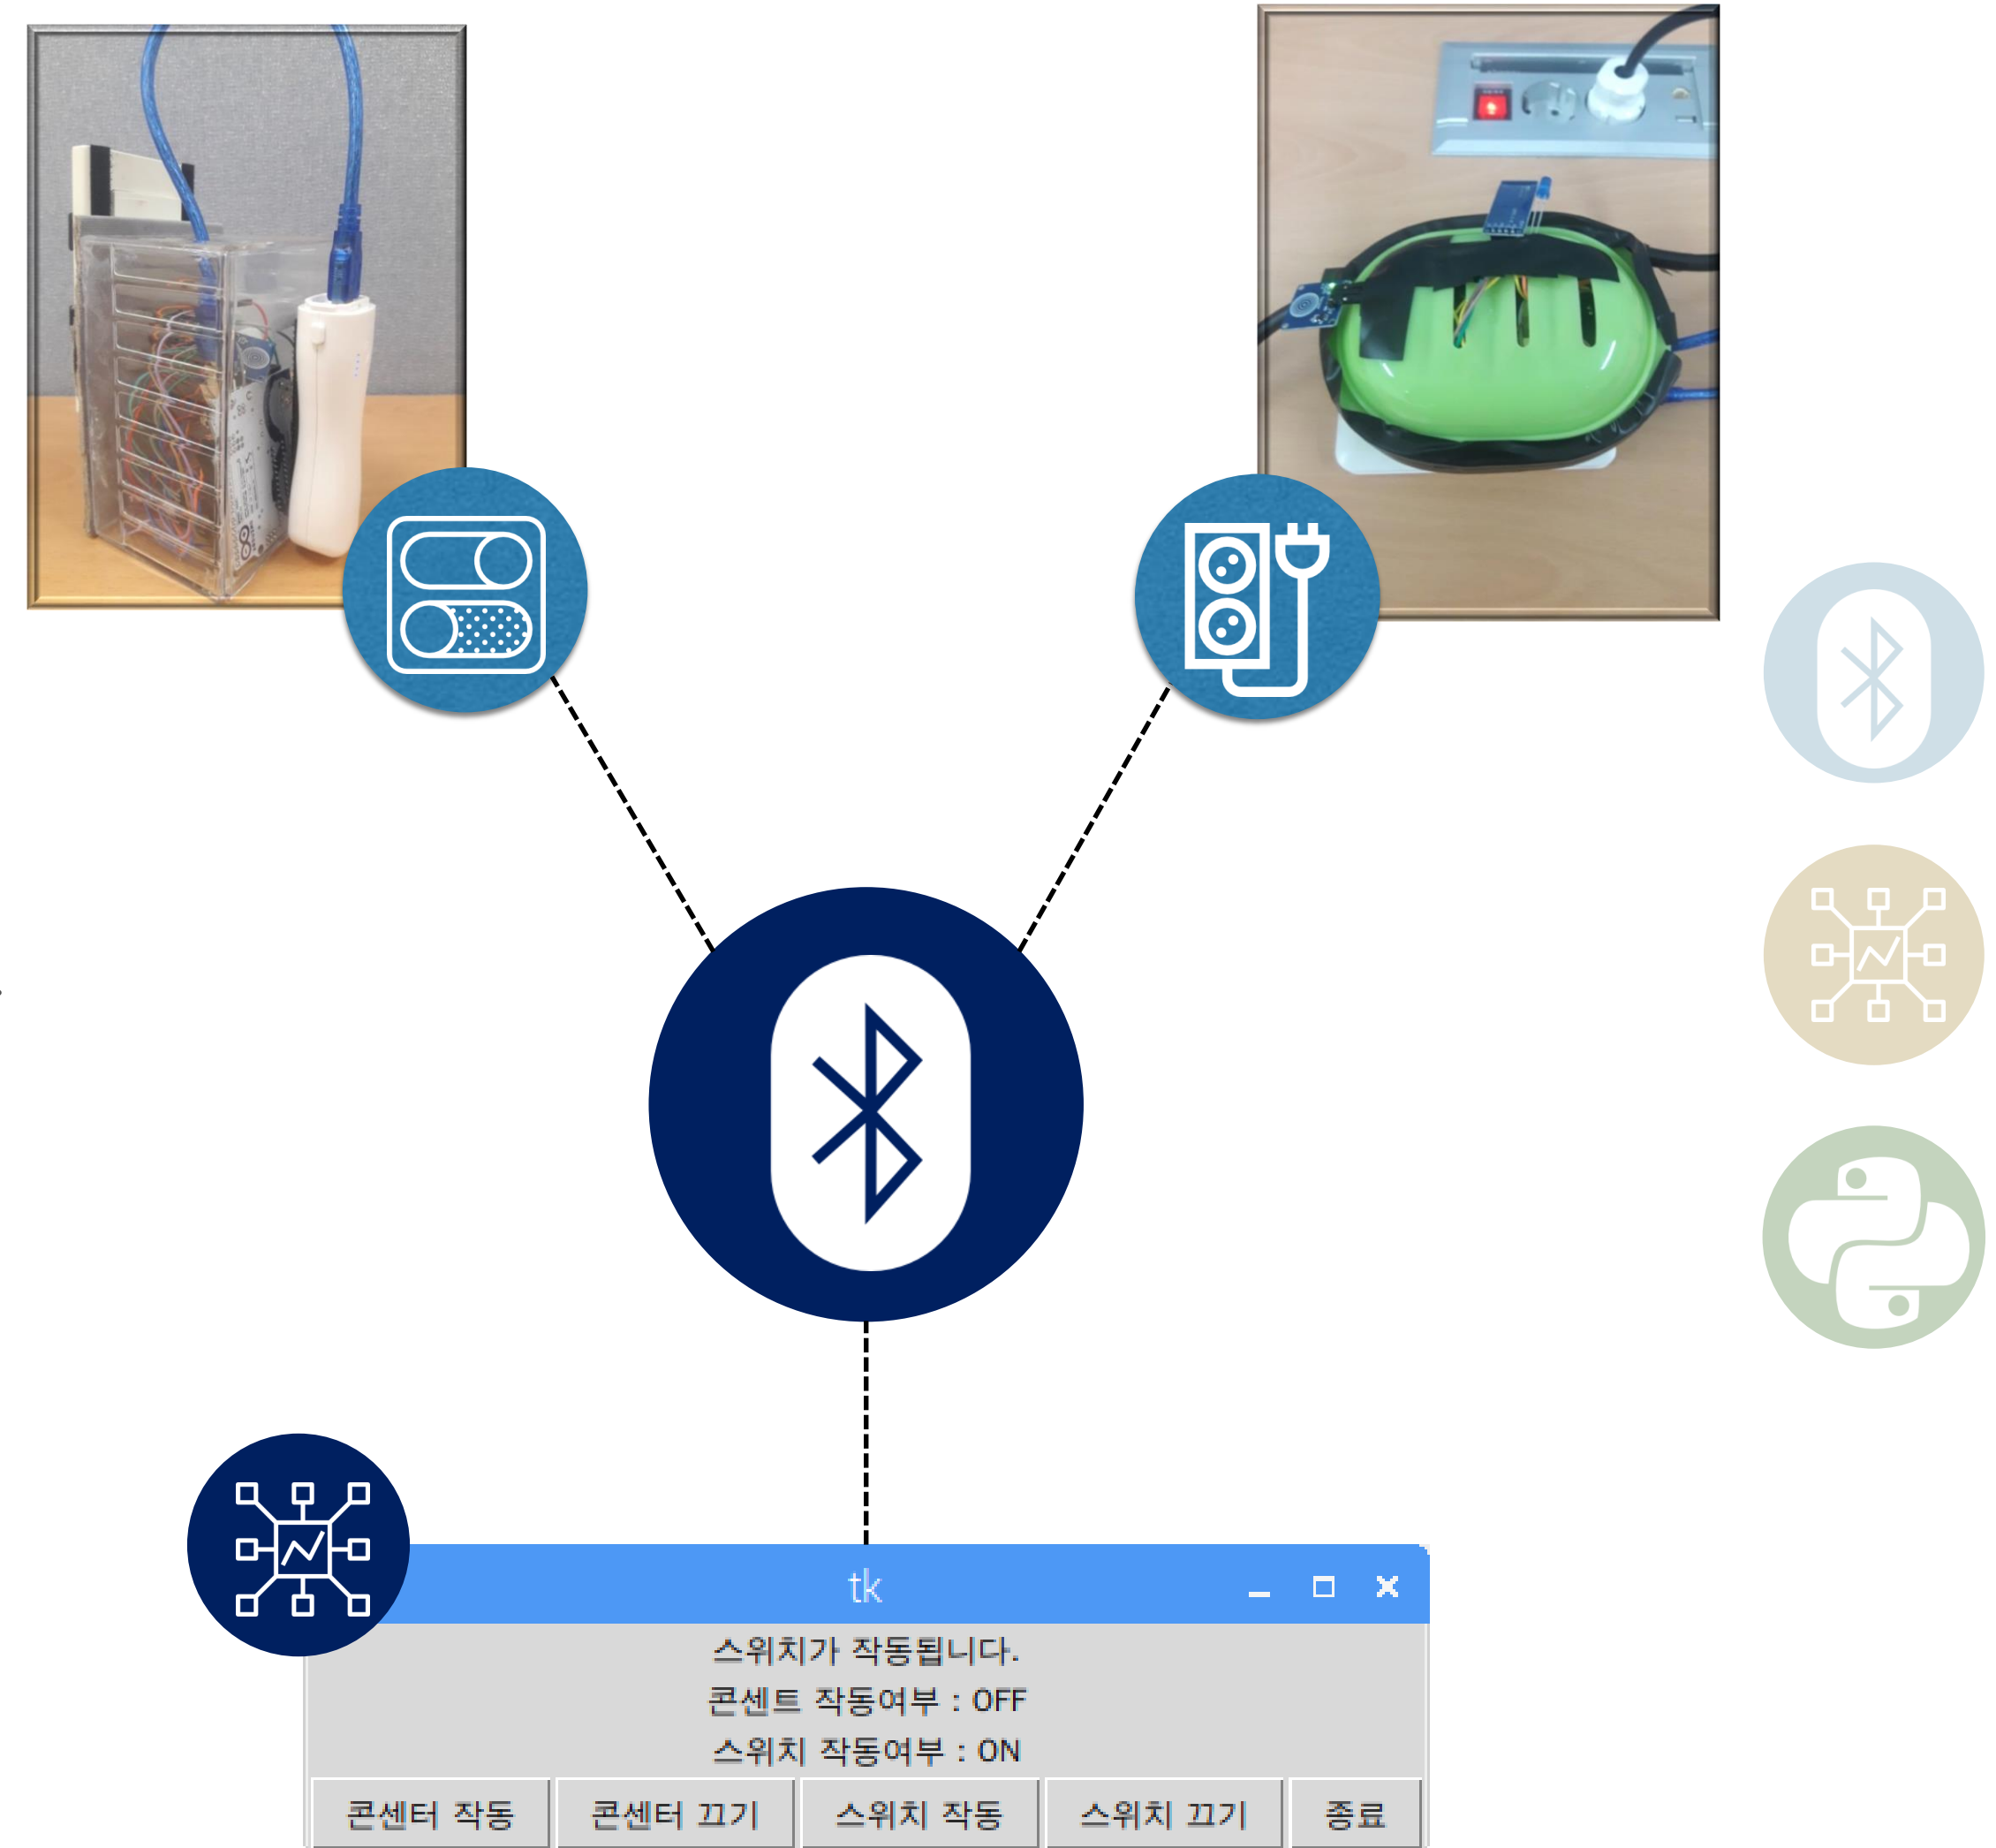 tk
스위치가 작동됩니다.
콘센트 작동여부 : OFF
스위치 작동여부 : ON
콘센터 작동 콘센터 끄기 스위치 작동 스위치 끄기 종료